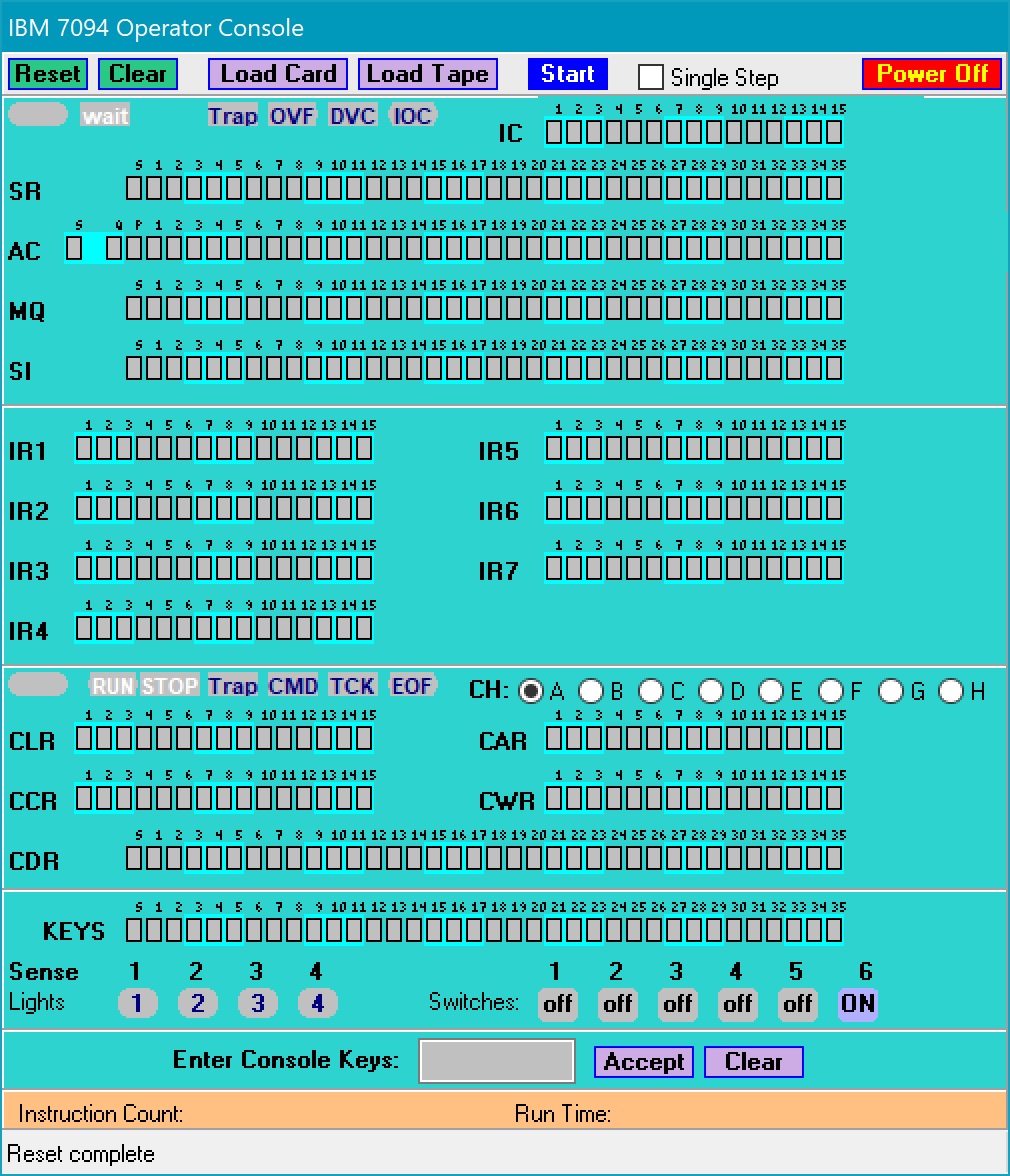 IBM 7094 Operator Console
Reset Clear Load Card Load Tape Start Single Step Power Off
wait Trap OVF DVC IOC
1 2 3 4 5 6 7 8 9 10 11 12 13 14 15
IC
S 1 2 3 4 5 6 7 8 9 10 11 12 13 14 15 16 17 18 19 20 21 22 23 24 25 26 27 28 29 30 31 32 33 34 35
SR
S Q P 1 2 3 4 5 6 7 8 9 10 11 12 13 14 15 16 17 18 19 20 21 22 23 24 25 26 27 28 29 30 31 32 33 34 35
AC
S 1 2 3 4 5 6 7 8 9 10 11 12 13 14 15 16 17 18 19 20 21 22 23 24 25 26 27 28 29 30 31 32 33 34 35
MQ
S 1 2 3 4 5 6 7 8 9 10 11 12 13 14 15 16 17 18 19 20 21 22 23 24 25 26 27 28 29 30 31 32 33 34 35
SI
1 2 3 4 5 6 7 8 9 10 11 12 13 14 15 1 2 3 4 5 6 7 8 9 10 11 12 13 14 15
IR1 IR5
1 2 3 4 5 6 7 8 9 10 11 12 13 14 15 1 2 3 4 5 6 7 8 9 10 11 12 13 14 15
IR2 IR6
1 2 3 4 5 6 7 8 9 10 11 12 13 14 15 1 2 3 4 5 6 7 8 9 10 11 12 13 14 15
IR3 IR7
1 2 3 4 5 6 7 8 9 10 11 12 13 14 15
IR4
RUN STOP Trap CMD TCK EOF CH: A B C D E F G H
1 2 3 4 5 6 7 8 9 10 11 12 13 14 15 1 2 3 4 5 6 7 8 9 10 11 12 13 14 15
CLR CAR
1 2 3 4 5 6 7 8 9 10 11 12 13 14 15 1 2 3 4 5 6 7 8 9 10 11 12 13 14 15
CCR CWR
S 1 2 3 4 5 6 7 8 9 10 11 12 13 14 15 16 17 18 19 20 21 22 23 24 25 26 27 28 29 30 31 32 33 34 35
CDR
S 1 2 3 4 5 6 7 8 9 10 11 12 13 14 15 16 17 18 19 20 21 22 23 24 25 26 27 28 29 30 31 32 33 34 35
KEYS
Sense 1 2 3 4 1 2 3 4 5 6
Lights 1 2 3 4 Switches: off off off off off ON
Enter Console Keys: Accept Clear
Instruction Count: Run Time:
Reset complete